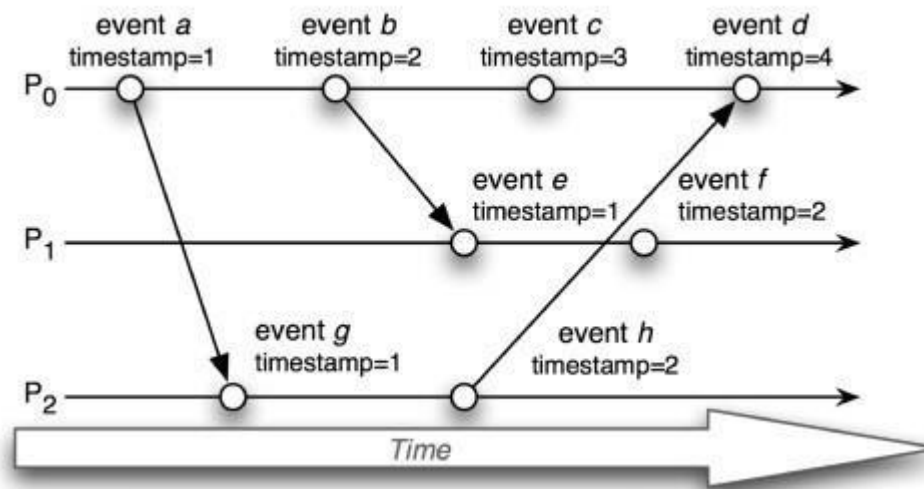 event a
timestamp=1
event b
timestamp=2
event c
timestamp=3
event d
timestamp=4
P0
event e
timestamp=1
event f
timestamp=2
P1
event g
timestamp=1
event h
timestamp=2
P2
Time